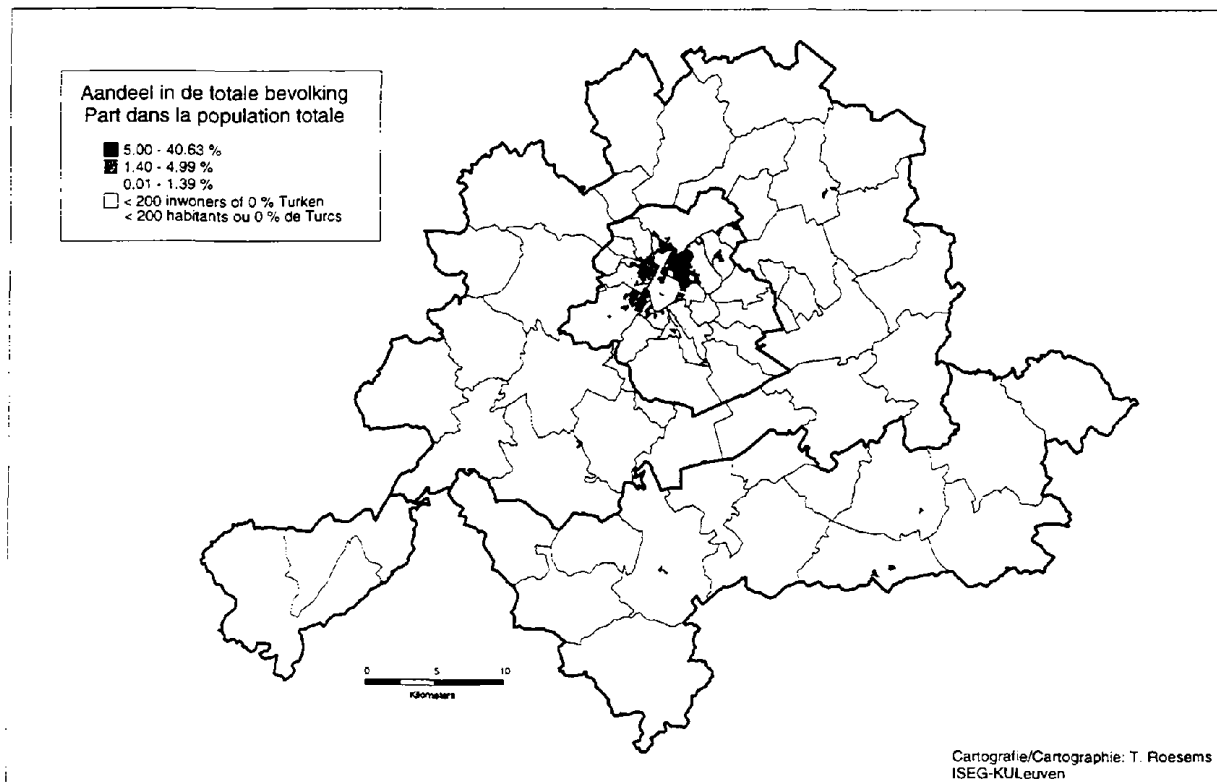 Aandeel in de totale bevolking
Part dans la population totale
5.00 - 40.63 %
1.40 - 4.99 %
0.01 - 1.39 %
< 200 inwoners of 0 % Turken
< 200 habitants ou 0 % de Turcs
0 5 10
Kilometers
Cartografie/Cartographie: T. Roesems
ISEG-KULeuven